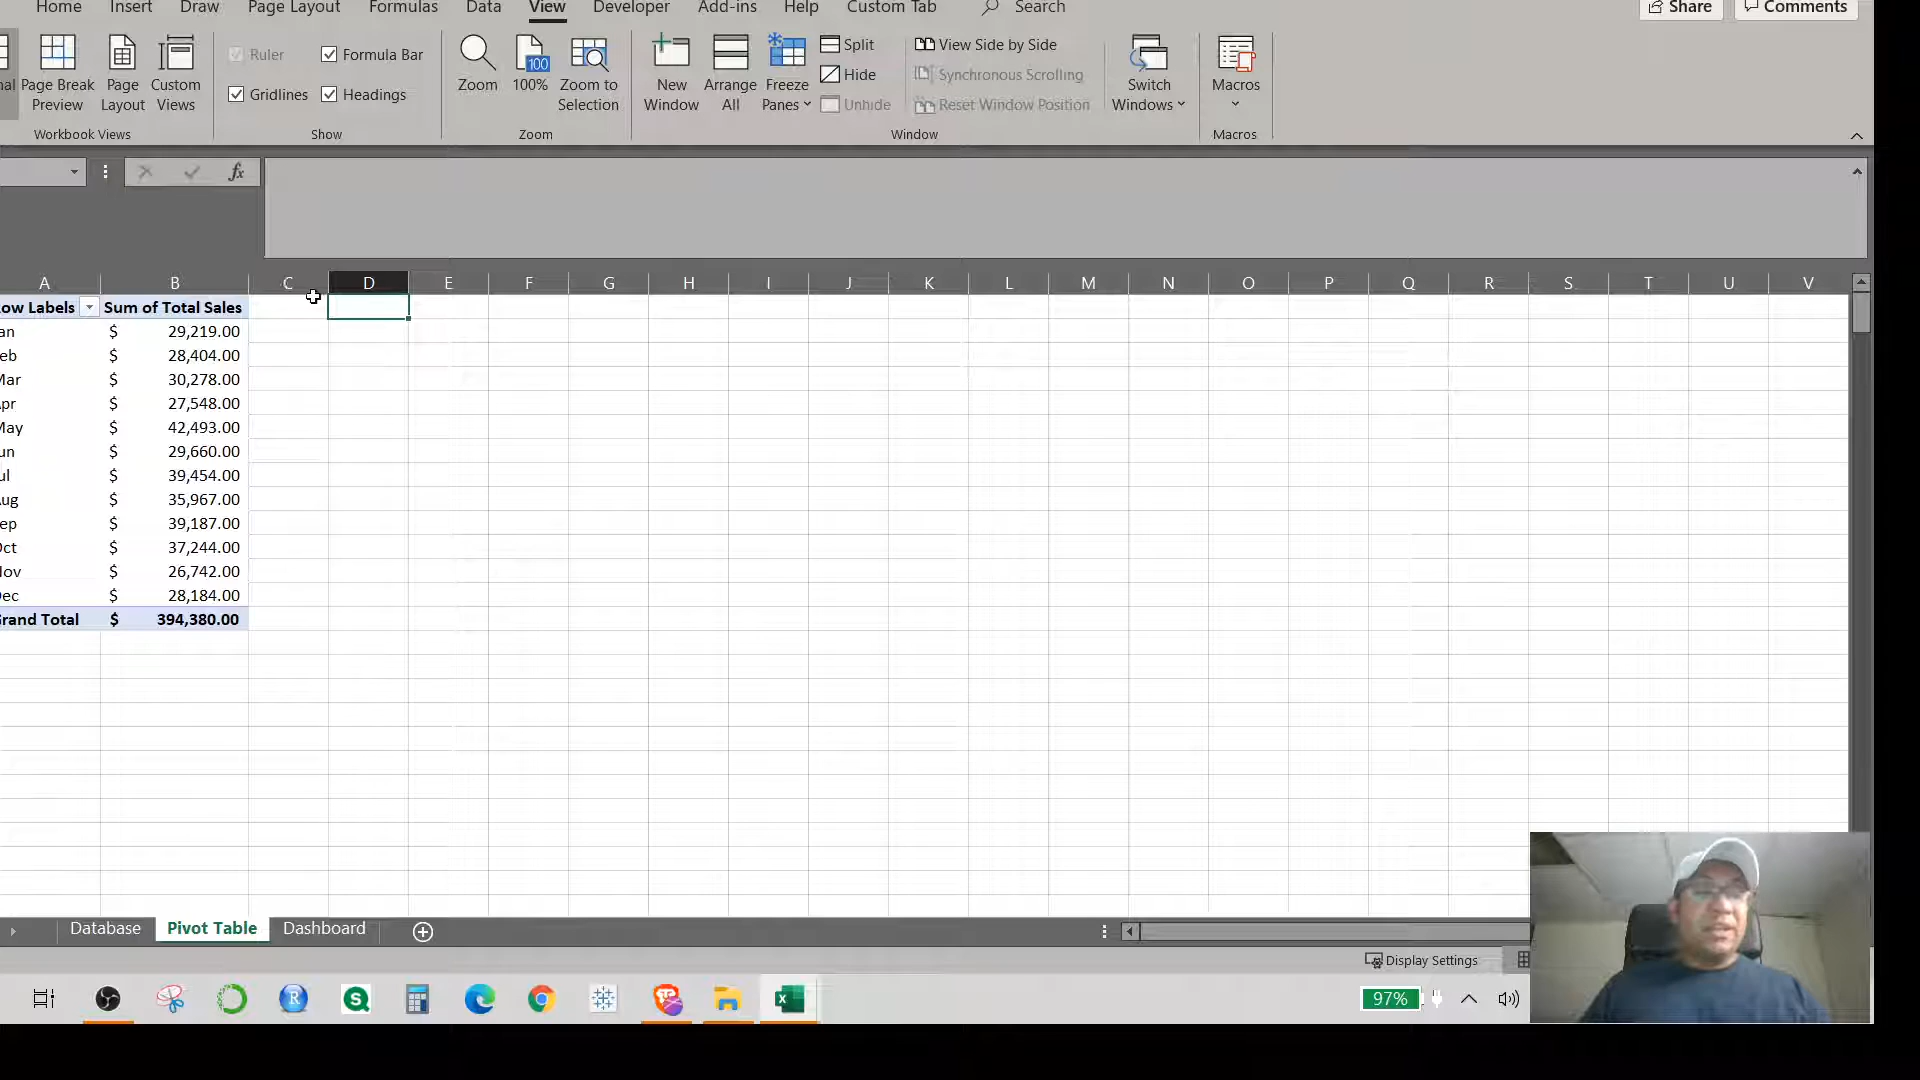 Home Insert Draw Page Layout Formulas Data View Developer Add-ins Help Custom Tab Search Share Comments
Page Break Preview
Page Layout
Custom Views
Workbook Views
Ruler
Formula Bar
Gridlines
Headings
Show
Zoom
100
100%
Zoom to Selection
Zoom
New Window
Arrange All
Freeze Panes
Split
Hide
Unhide
View Side by Side
Synchronous Scrolling
Reset Window Position
Switch Windows
Window
Macros
Macros
fx
A B C D E F G H I J K L M N O P Q R S T U V
ow Labels Sum of Total Sales
an $ 29,219.00
eb $ 28,404.00
Mar $ 30,278.00
pr $ 27,548.00
May $ 42,493.00
un $ 29,660.00
ul $ 39,454.00
ug $ 35,967.00
ep $ 39,187.00
Oct $ 37,244.00
lov $ 26,742.00
Dec $ 28,184.00
Grand Total $ 394,380.00
Database Pivot Table Dashboard
Display Settings
R
S
97%